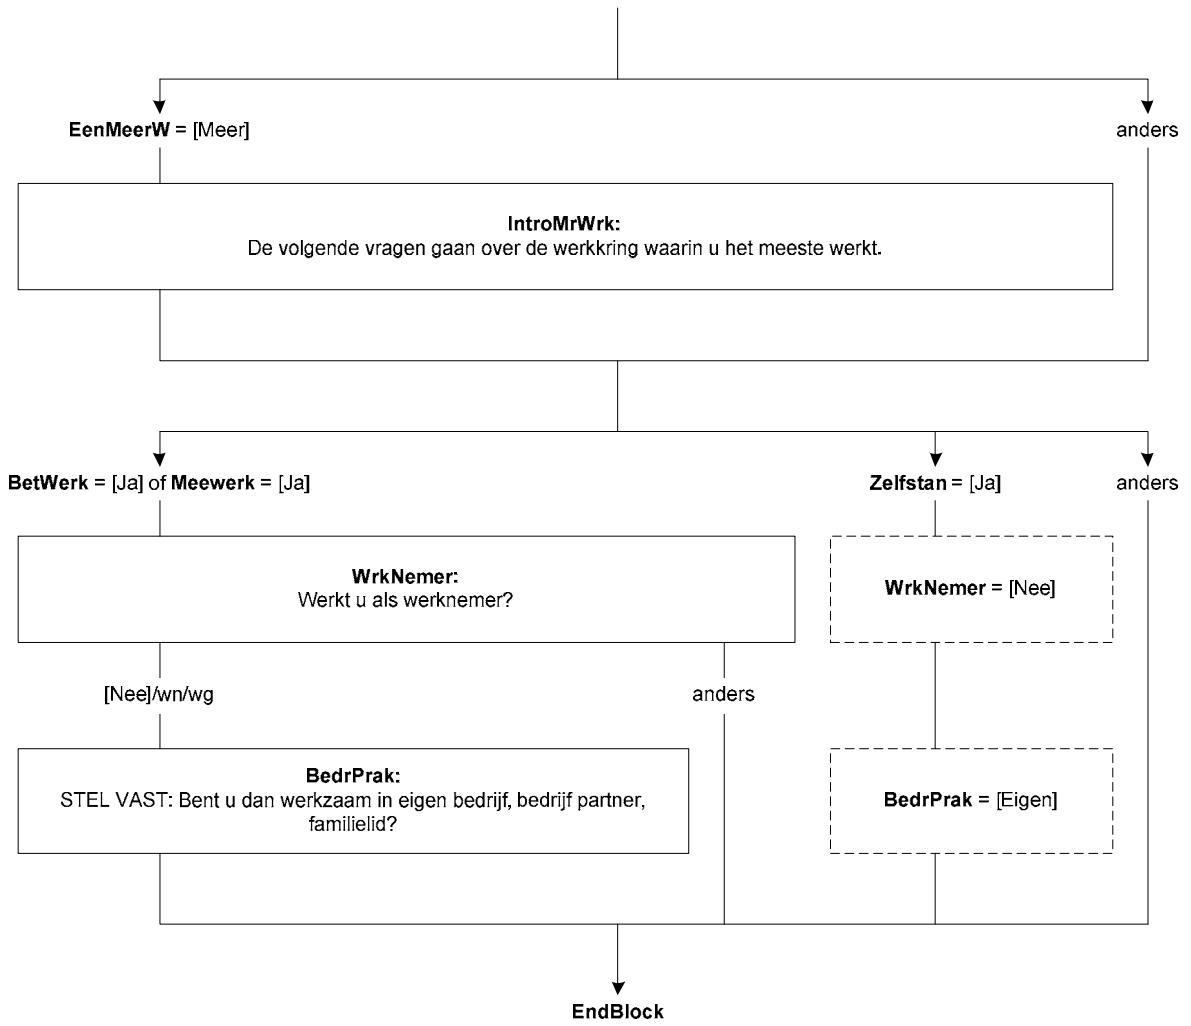 EenMeerW = [Meer]
anders
IntroMrWrk:
De volgende vragen gaan over de werkkring waarin u het meeste werkt.
BetWerk = [Ja] of Meewerk = [Ja]
Zelfstan = [Ja]
anders
WrkNemer:
Werkt u als werknemer?
WrkNemer = [Nee]
[Nee]/wn/wg
anders
BedrPrak:
STEL VAST: Bent u dan werkzaam in eigen bedrijf, bedrijf partner,
familielid?
BedrPrak = [Eigen]
EndBlock